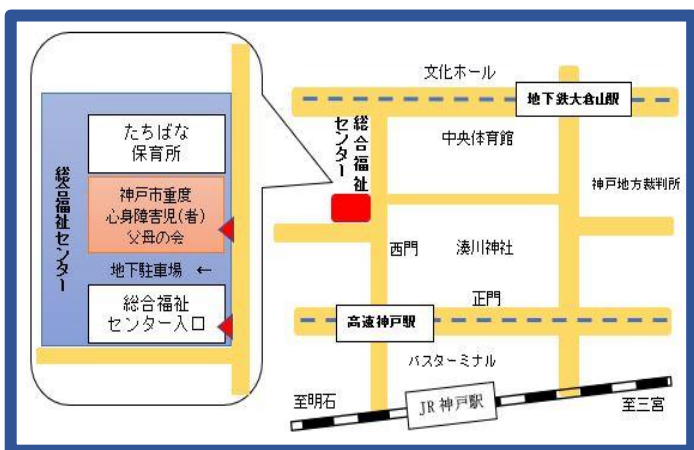 たちばな
保育所
総合福祉センター
神戸市重度
心身障害児(者)
父母の会
地下駐車場 ←
総合福祉
センター入口
文化ホール
地下鉄大倉山駅
総合福祉
センター
中央体育館
神戸地方裁判所
西門
湊川神社
正門
高速神戸駅
バスターミナル
至明石
JR 神戸駅
至三宮